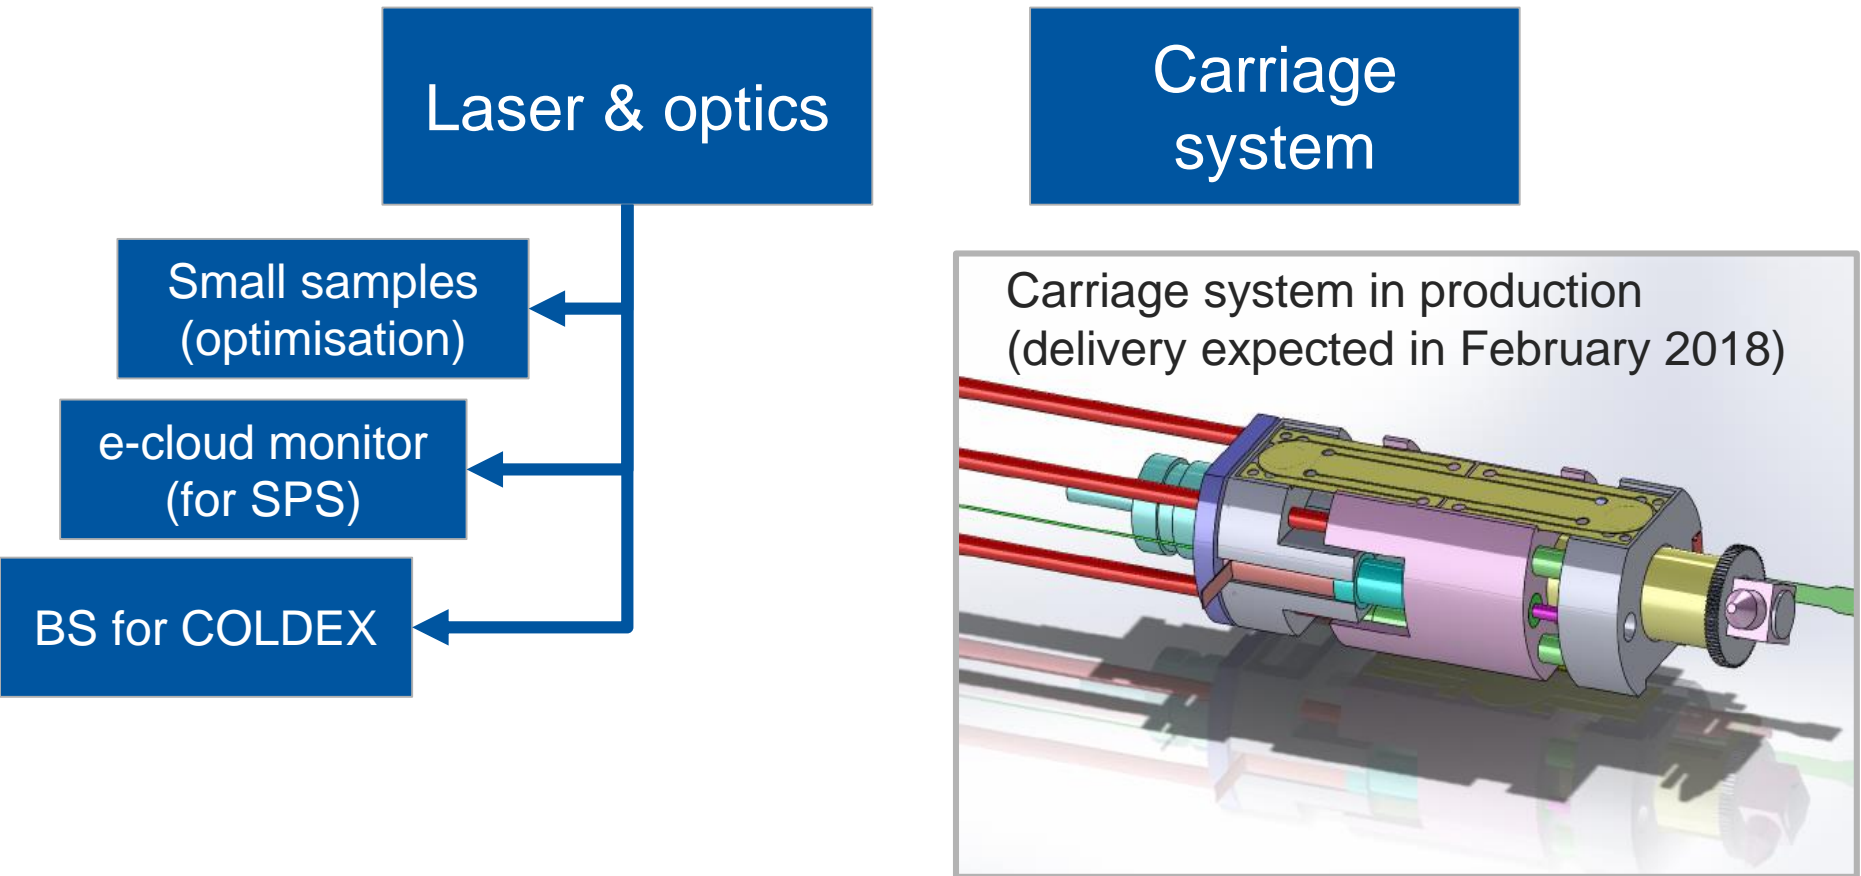 Laser & optics
Carriage
system
Small samples
(optimisation)
e-cloud monitor
(for SPS)
BS for COLDEX
Carriage system in production
(delivery expected in February 2018)